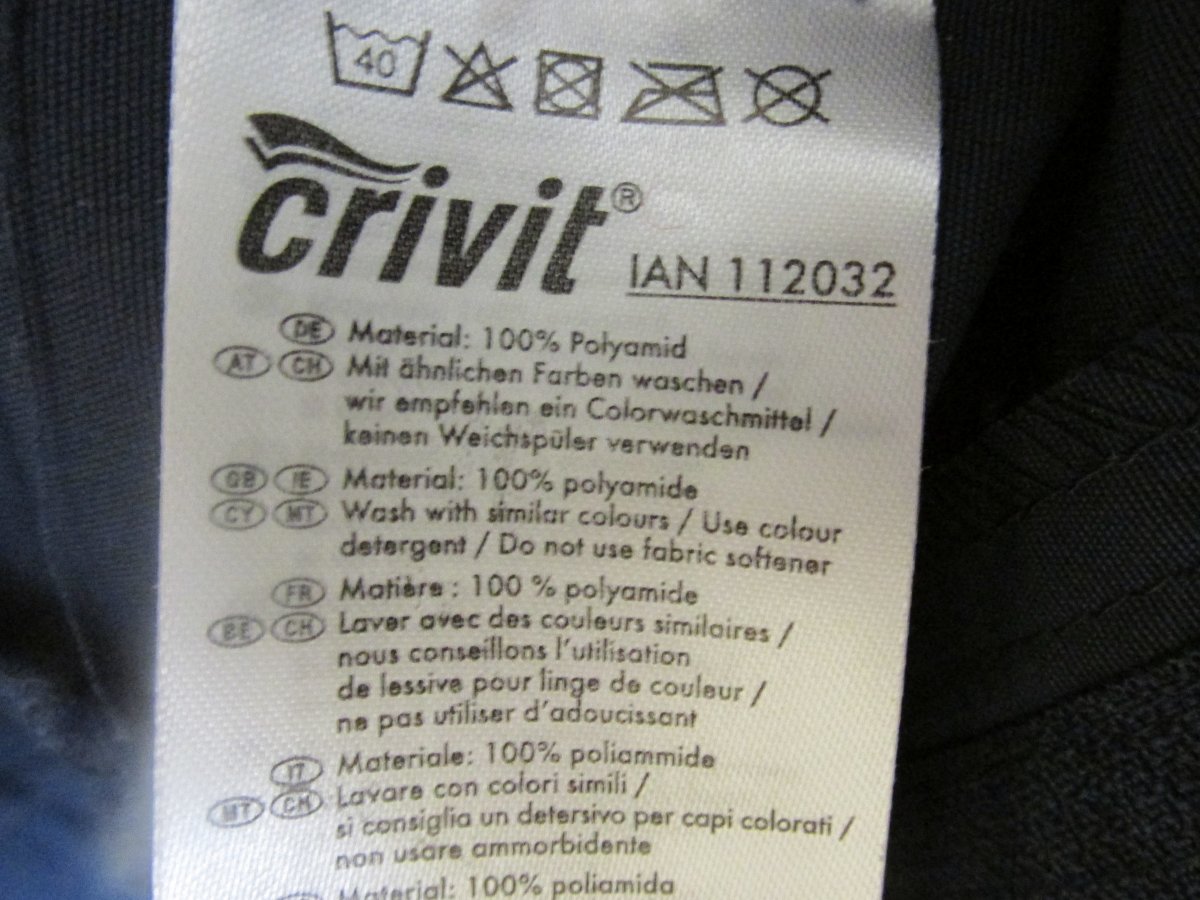 40
crivit®
IAN 112032
DE Material: 100% Polyamid
AT CH Mit ähnlichen Farben waschen /
wir empfehlen ein Colorwaschmittel /
keinen Weichspüler verwenden
GB IE Material: 100% polyamide
CY MT Wash with similar colours / Use colour
detergent / Do not use fabric softener
FR Matière : 100 % polyamide
BE CH Laver avec des couleurs similaires /
nous conseillons l'utilisation
de lessive pour linge de couleur /
ne pas utiliser d'adoucissant
IT Materiale: 100% poliammide
MT CH Lavare con colori simili /
si consiglia un detersivo per capi colorati /
non usare ammorbidente
Material: 100% poliamida